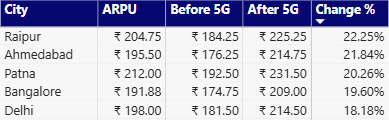 City ARPU Before 5G After 5G Change %
Raipur ₹ 204.75 ₹ 184.25 ₹ 225.25 22.25%
Ahmedabad ₹ 195.50 ₹ 176.25 ₹ 214.75 21.84%
Patna ₹ 212.00 ₹ 192.50 ₹ 231.50 20.26%
Bangalore ₹ 191.88 ₹ 174.75 ₹ 209.00 19.60%
Delhi ₹ 198.00 ₹ 181.50 ₹ 214.50 18.18%